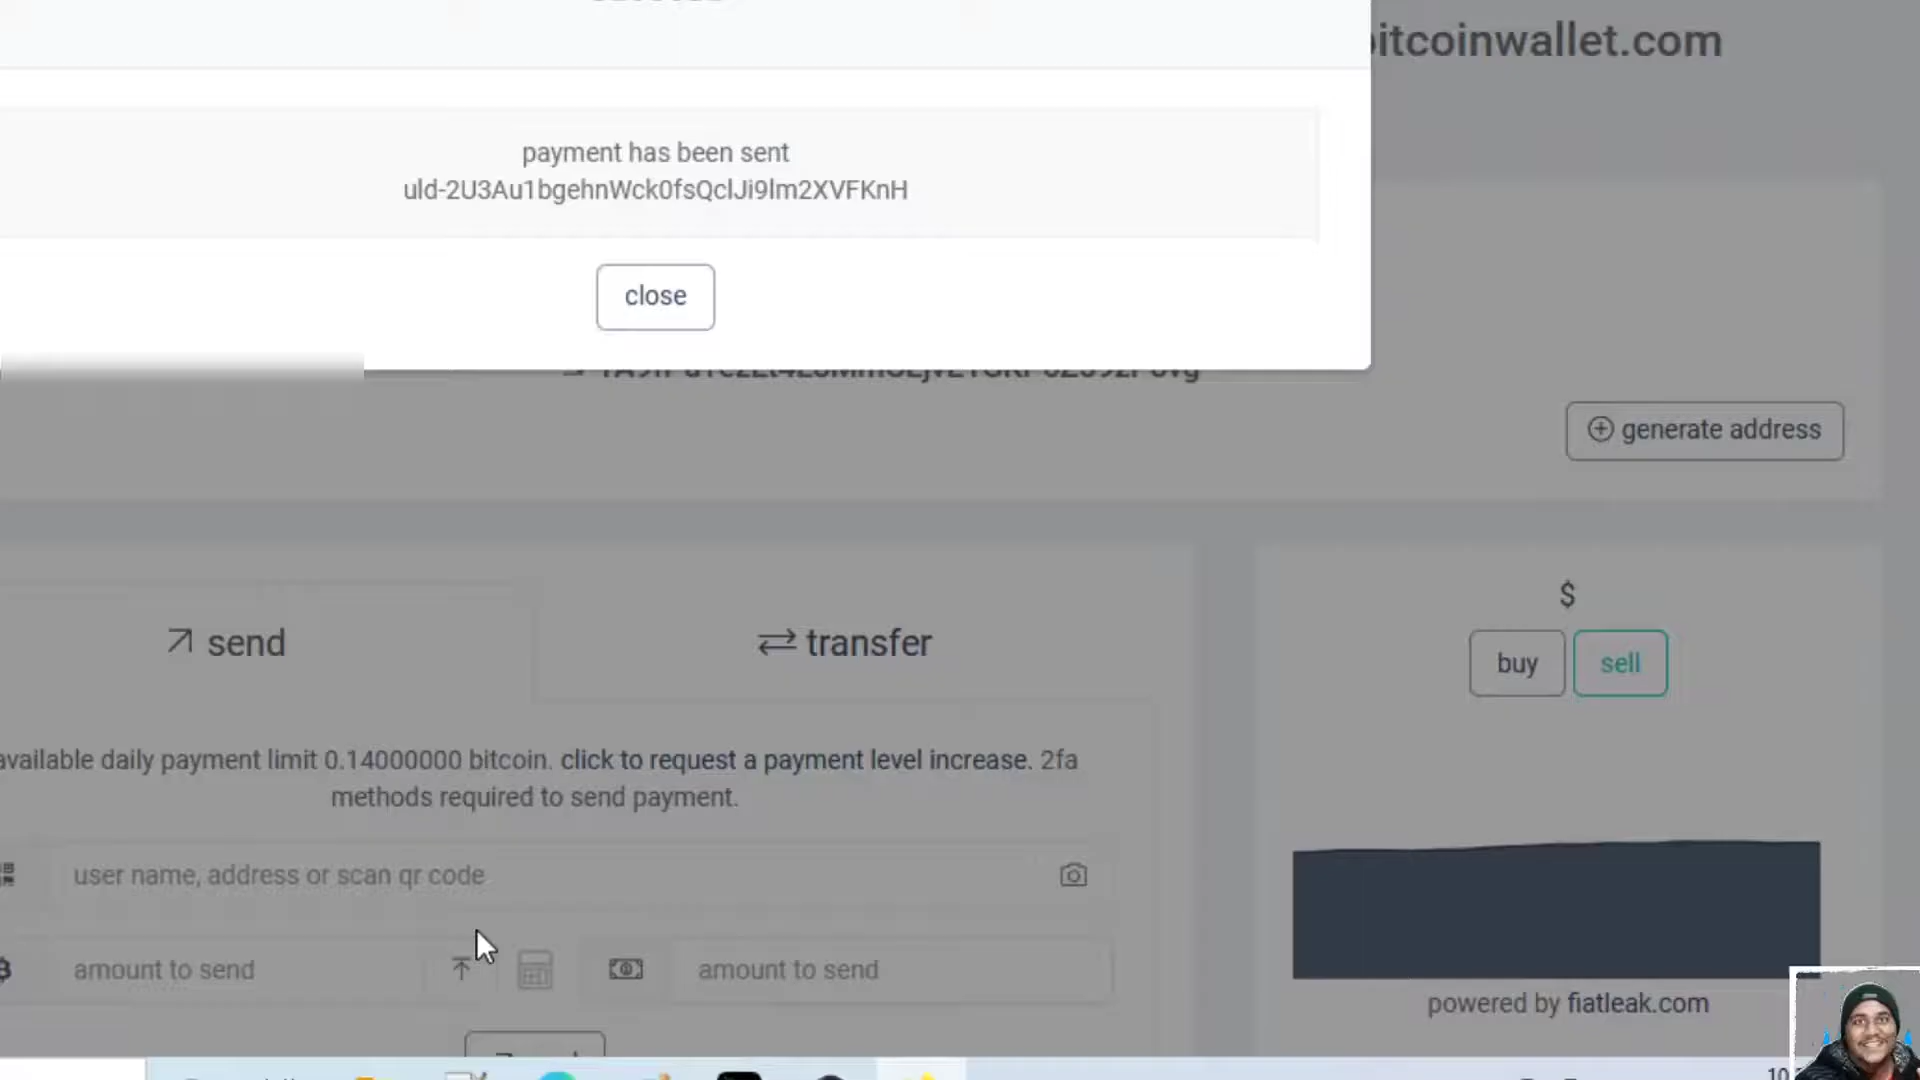 itcoinwallet.com
payment has been sent
uld-2U3Au1bgehnWck0fsQclJi9lm2XVFKnH
close
generate address
send
transfer
$
buy
sell
available daily payment limit 0.14000000 bitcoin. click to request a payment level increase. 2fa
methods required to send payment.
user name, address or scan qr code
amount to send
amount to send
powered by fiatleak.com
10